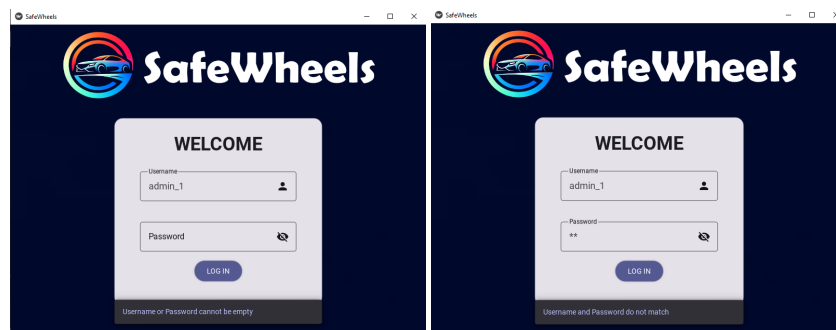 SafeWheels
SafeWheels
WELCOME
Username
admin_1
Password
LOG IN
Username or Password cannot be empty
SafeWheels
SafeWheels
WELCOME
Username
admin_1
Password
**
LOG IN
Username and Password do not match